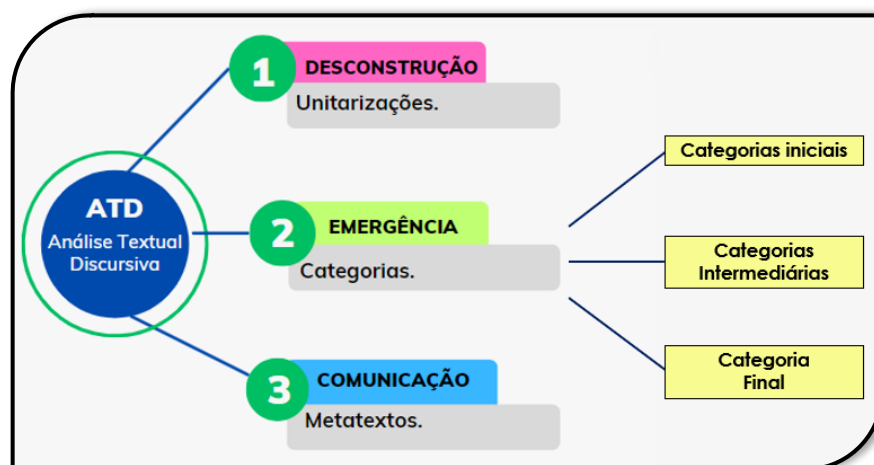 ATD
Análise Textual
Discursiva
1
DESCONSTRUÇÃO
Unitarizações.
2
EMERGÊNCIA
Categorias.
3
COMUNICAÇÃO
Metatextos.
Categorias iniciais
Categorias
Intermediárias
Categoria
Final